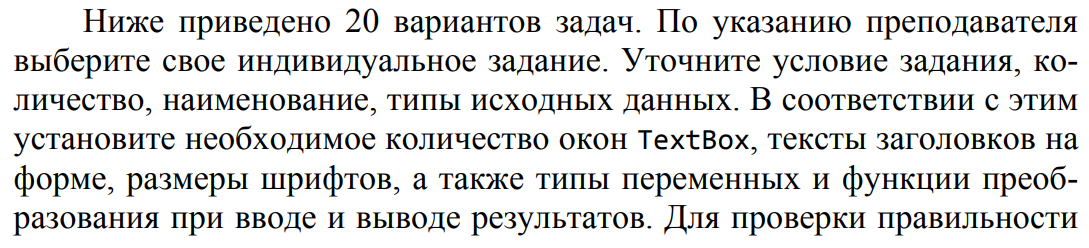 Ниже приведено 20 вариантов задач. По указанию преподавателя
выберите свое индивидуальное задание. Уточните условие задания, ко-
личество, наименование, типы исходных данных. В соответствии с этим
установите необходимое количество окон TextBox, тексты заголовков на
форме, размеры шрифтов, а также типы переменных и функции преоб-
разования при вводе и выводе результатов. Для проверки правильности